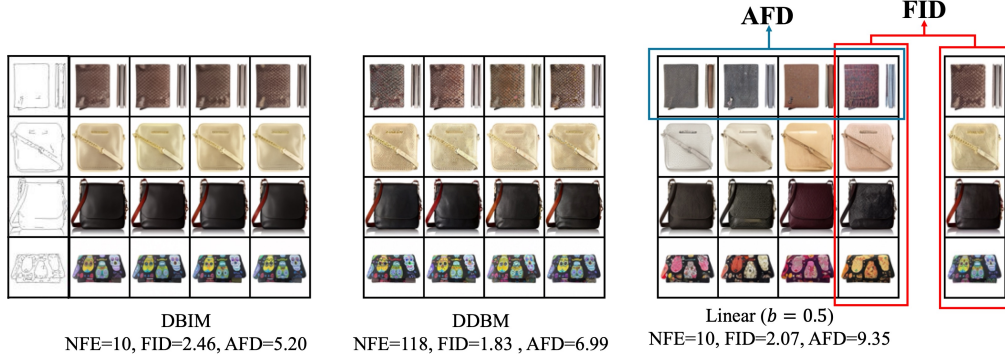 AFD
FID
DBIM
NFE=10, FID=2.46, AFD=5.20
DDBM
NFE=118, FID=1.83 , AFD=6.99
Linear (b = 0.5)
NFE=10, FID=2.07, AFD=9.35